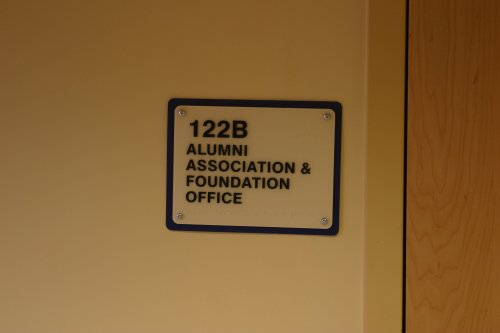 122B
ALUMNI
ASSOCIATION &
FOUNDATION
OFFICE